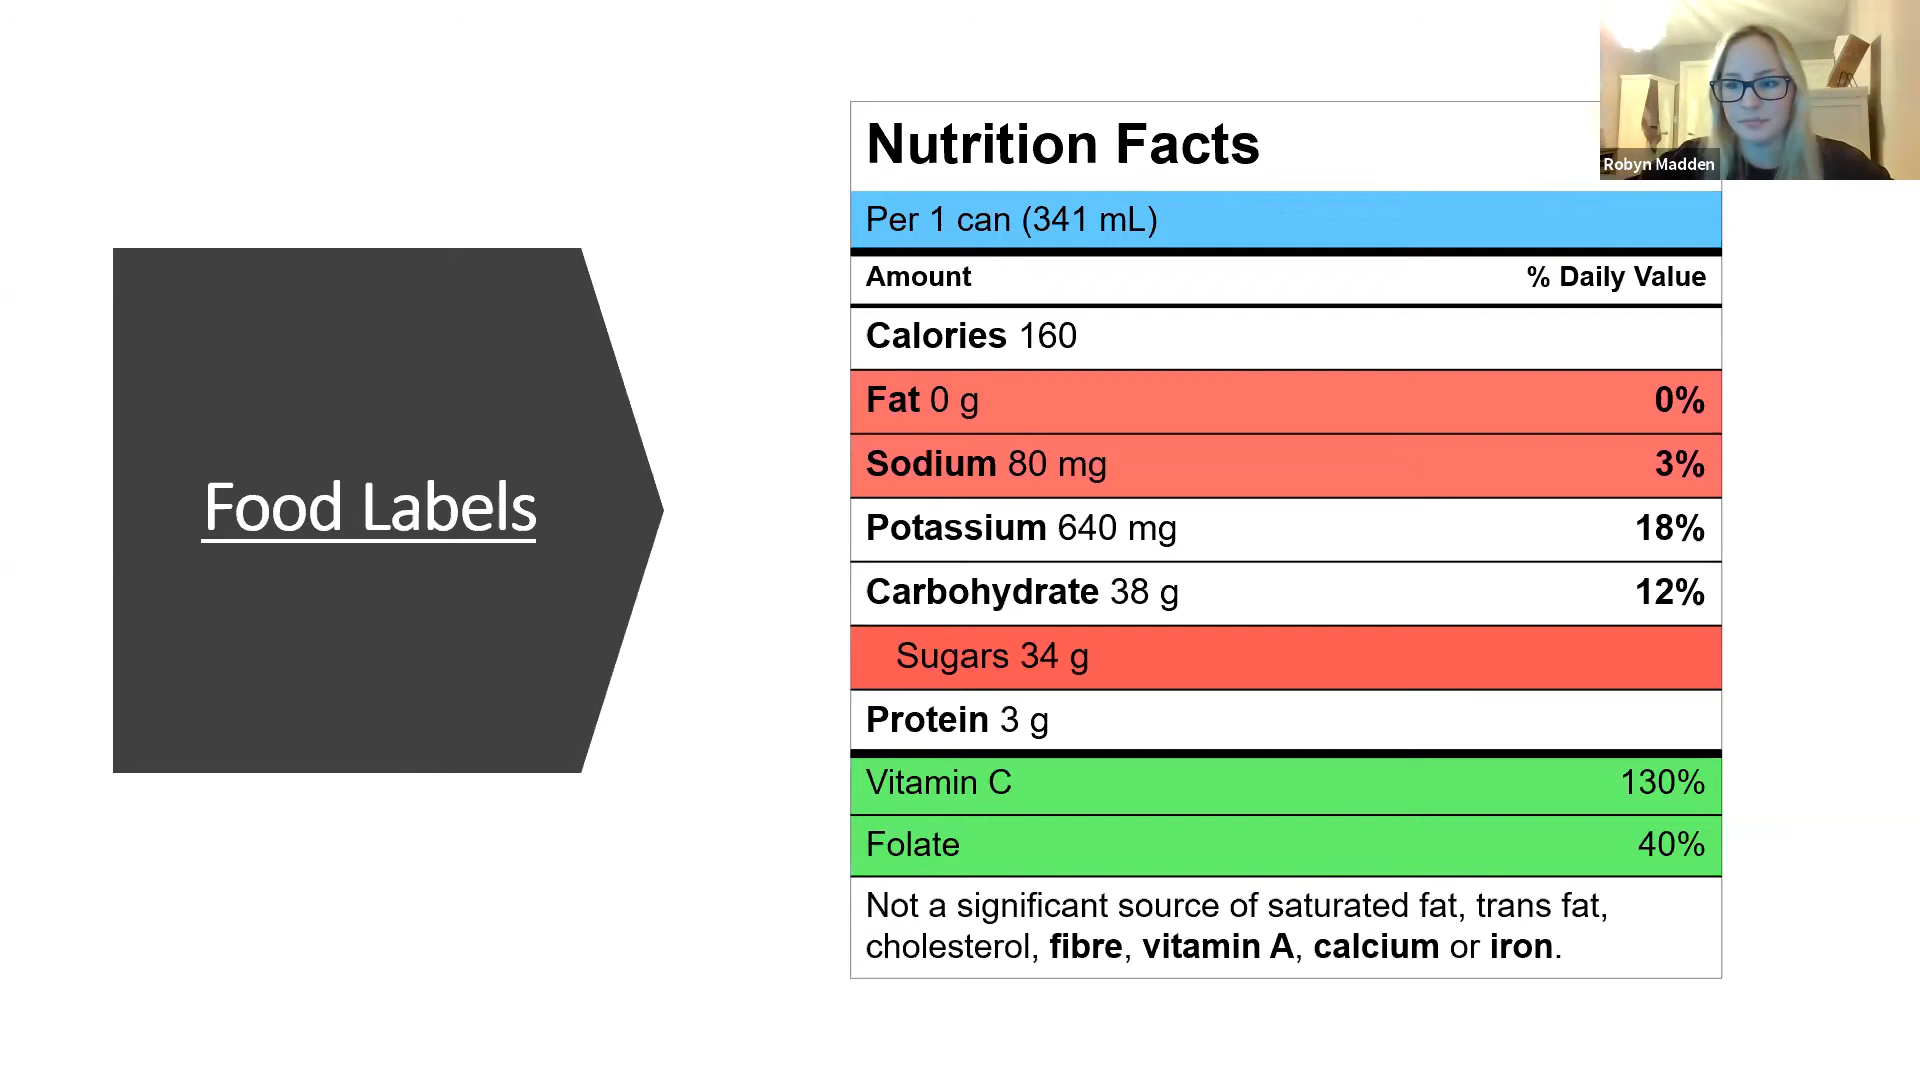 Food Labels
Nutrition Facts
Per 1 can (341 mL)
Amount % Daily Value
Calories 160
Fat 0 g 0%
Sodium 80 mg 3%
Potassium 640 mg 18%
Carbohydrate 38 g 12%
Sugars 34 g
Protein 3 g
Vitamin C 130%
Folate 40%
Not a significant source of saturated fat, trans fat,
cholesterol, fibre, vitamin A, calcium or iron.
Robyn Madden